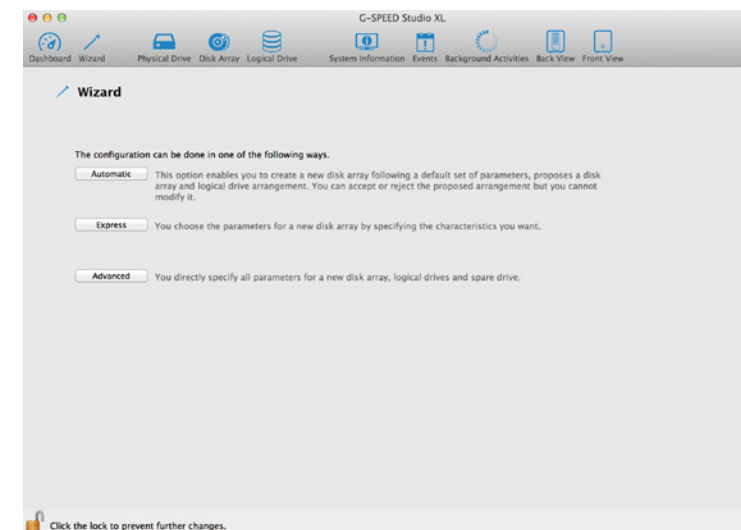 G-SPEED Studio XL
Dashboard Wizard Physical Drive Disk Array Logical Drive System Information Events Background Activities Back View Front View
Wizard
The configuration can be done in one of the following ways.
Automatic This option enables you to create a new disk array following a default set of parameters, proposes a disk
array and logical drive arrangement. You can accept or reject the proposed arrangement but you cannot
modify it.
Express You choose the parameters for a new disk array by specifying the characteristics you want.
Advanced You directly specify all parameters for a new disk array, logical drives and spare drive.
Click the lock to prevent further changes.